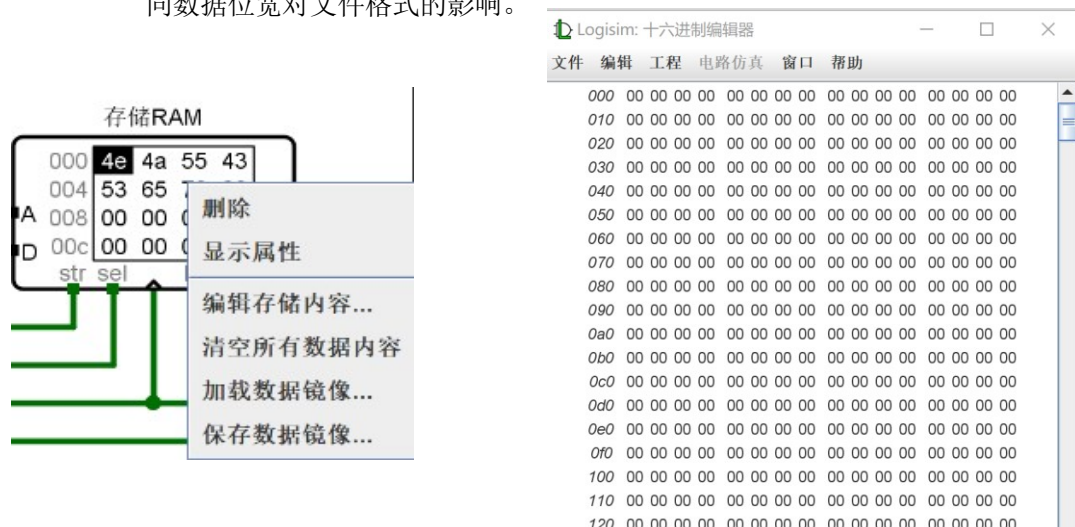 同数据位宽对文件格式的影响。
存储RAM
000 4e 4a 55 43
004 53 65
A 008 00 00
D 00c 00 00
str sel
删除
显示属性
编辑存储内容...
清空所有数据内容
加载数据镜像...
保存数据镜像...
Logisim: 十六进制编辑器
文件 编辑 工程 电路仿真 窗口 帮助
000 00 00 00 00 00 00 00 00 00 00 00 00 00 00 00 00
010 00 00 00 00 00 00 00 00 00 00 00 00 00 00 00 00
020 00 00 00 00 00 00 00 00 00 00 00 00 00 00 00 00
030 00 00 00 00 00 00 00 00 00 00 00 00 00 00 00 00
040 00 00 00 00 00 00 00 00 00 00 00 00 00 00 00 00
050 00 00 00 00 00 00 00 00 00 00 00 00 00 00 00 00
060 00 00 00 00 00 00 00 00 00 00 00 00 00 00 00 00
070 00 00 00 00 00 00 00 00 00 00 00 00 00 00 00 00
080 00 00 00 00 00 00 00 00 00 00 00 00 00 00 00 00
090 00 00 00 00 00 00 00 00 00 00 00 00 00 00 00 00
0a0 00 00 00 00 00 00 00 00 00 00 00 00 00 00 00 00
0b0 00 00 00 00 00 00 00 00 00 00 00 00 00 00 00 00
0c0 00 00 00 00 00 00 00 00 00 00 00 00 00 00 00 00
0d0 00 00 00 00 00 00 00 00 00 00 00 00 00 00 00 00
0e0 00 00 00 00 00 00 00 00 00 00 00 00 00 00 00 00
0f0 00 00 00 00 00 00 00 00 00 00 00 00 00 00 00 00
100 00 00 00 00 00 00 00 00 00 00 00 00 00 00 00 00
110 00 00 00 00 00 00 00 00 00 00 00 00 00 00 00 00
120 00 00 00 00 00 00 00 00 00 00 00 00 00 00 00 00